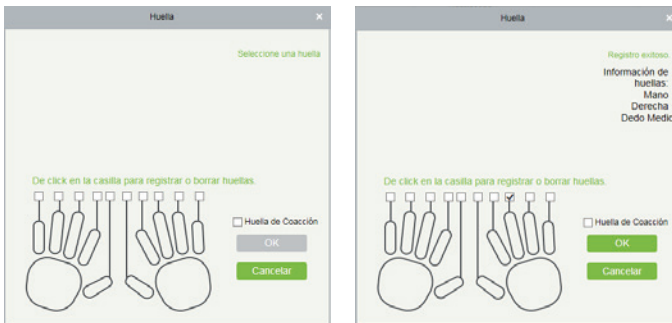 Huella
Seleccione una huella
De click en la casilla para registrar o borrar huellas.
Huella de Coacción
OK
Cancelar
Huella
Registro exitoso
Información de
huellas:
Mano
Derecha
Dedo Medio
De click en la casilla para registrar o borrar huellas.
Huella de Coacción
OK
Cancelar